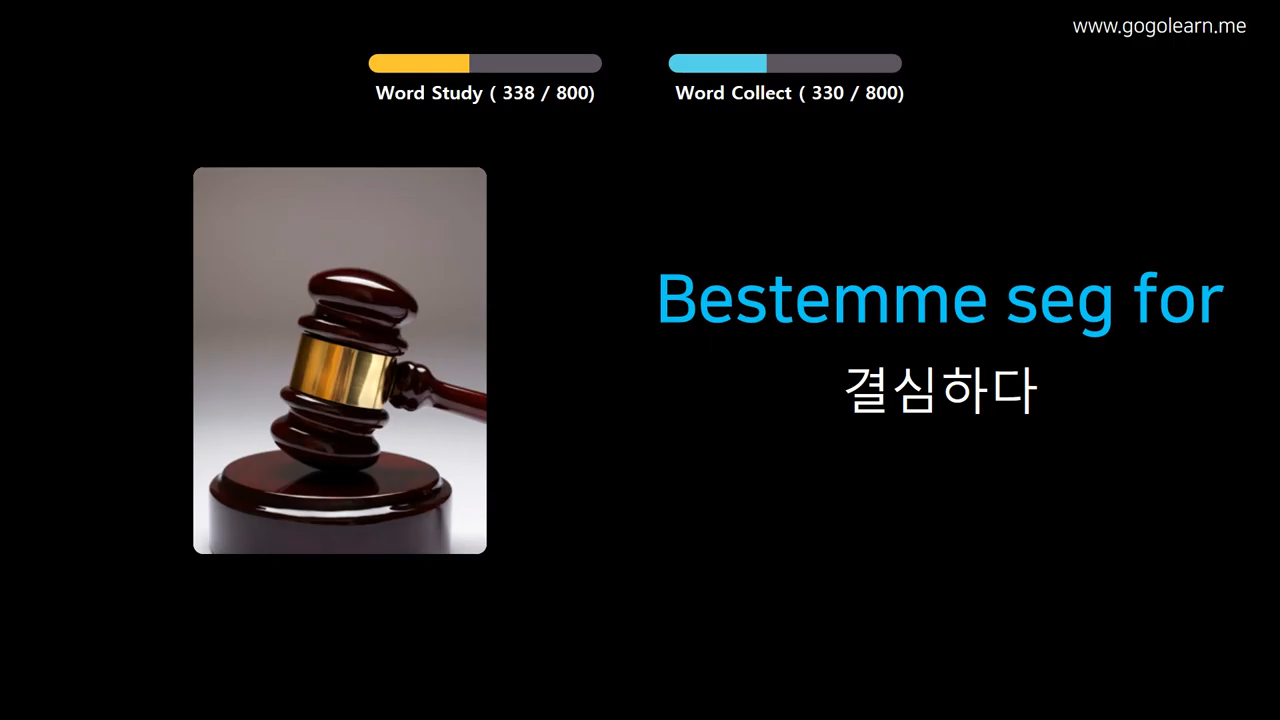 www.gogolearn.me
Word Study ( 338 / 800)
Word Collect ( 330 / 800)
Bestemme seg for
결심하다